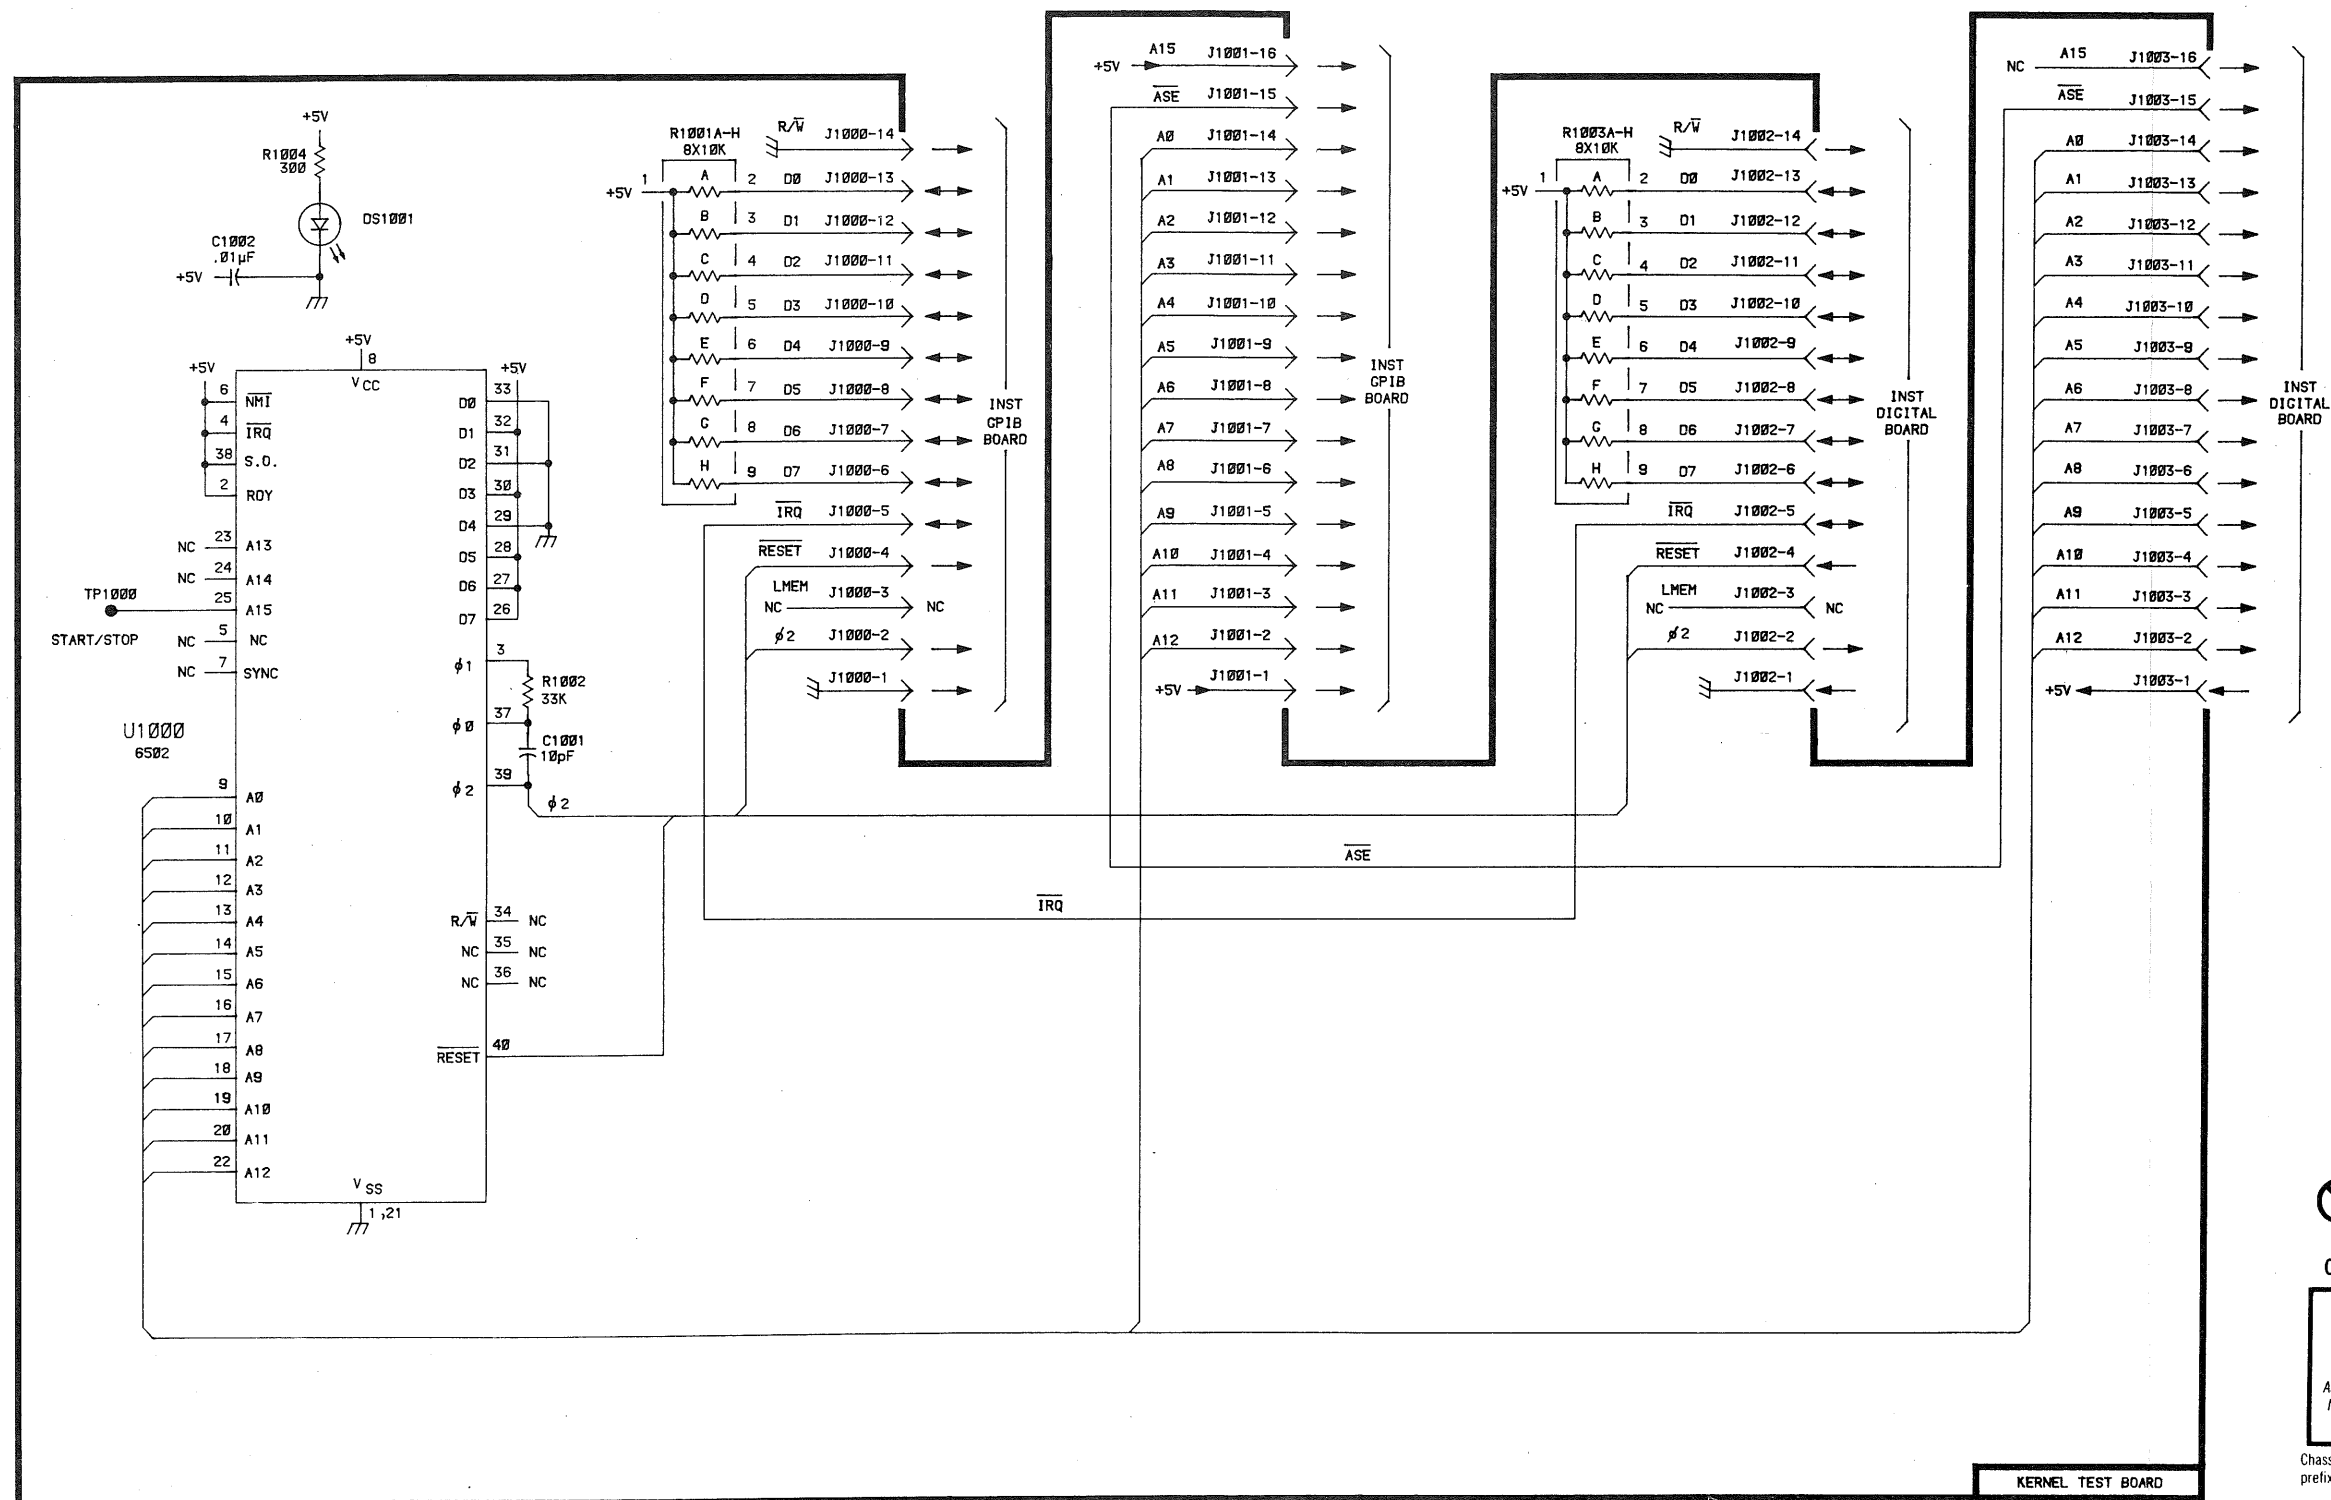 +5V
R1004
300
DS1001
C1002
.01µF
+5V
+5V
8
VCC
+5V
6 NMI
4 IRQ
38 S.O.
2 RDY
NC 23 A13
NC 24 A14
TP1000
25 A15
START/STOP
NC 5 NC
NC 7 SYNC
U1000
6502
9 A0
10 A1
11 A2
12 A3
13 A4
14 A5
15 A6
16 A7
17 A8
18 A9
19 A10
20 A11
22 A12
VSS
1,21
+5V
D0 33
D1 32
D2 31
D3 30
D4 29
D5 28
D6 27
D7 26
ϕ1 3
R1002
33K
ϕ0 37
C1001
10pF
ϕ2 39
ϕ2
R/W 34 NC
NC 35 NC
NC 36 NC
RESET 40
R1001A-H
8X10K
+5V 1
R/W J1000-14
A 2 D0 J1000-13
B 3 D1 J1000-12
C 4 D2 J1000-11
D 5 D3 J1000-10
E 6 D4 J1000-9
F 7 D5 J1000-8
G 8 D6 J1000-7
H 9 D7 J1000-6
IRQ J1000-5
RESET J1000-4
LMEM J1000-3
NC NC
ϕ2 J1000-2
J1000-1
INST
GPIB
BOARD
+5V A15 J1001-16
ASE J1001-15
A0 J1001-14
A1 J1001-13
A2 J1001-12
A3 J1001-11
A4 J1001-10
A5 J1001-9
A6 J1001-8
A7 J1001-7
A8 J1001-6
A9 J1001-5
A10 J1001-4
A11 J1001-3
A12 J1001-2
+5V J1001-1
INST
GPIB
BOARD
R1003A-H
8X10K
+5V 1
R/W J1002-14
A 2 D0 J1002-13
B 3 D1 J1002-12
C 4 D2 J1002-11
D 5 D3 J1002-10
E 6 D4 J1002-9
F 7 D5 J1002-8
G 8 D6 J1002-7
H 9 D7 J1002-6
IRQ J1002-5
RESET J1002-4
LMEM J1002-3
NC NC
ϕ2 J1002-2
J1002-1
INST
DIGITAL
BOARD
NC A15 J1003-16
ASE J1003-15
A0 J1003-14
A1 J1003-13
A2 J1003-12
A3 J1003-11
A4 J1003-10
A5 J1003-9
A6 J1003-8
A7 J1003-7
A8 J1003-6
A9 J1003-5
A10 J1003-4
A11 J1003-3
A12 J1003-2
+5V J1003-1
INST
DIGITAL
BOARD
ASE
IRQ
KERNEL TEST BOARD
Chass
prefix